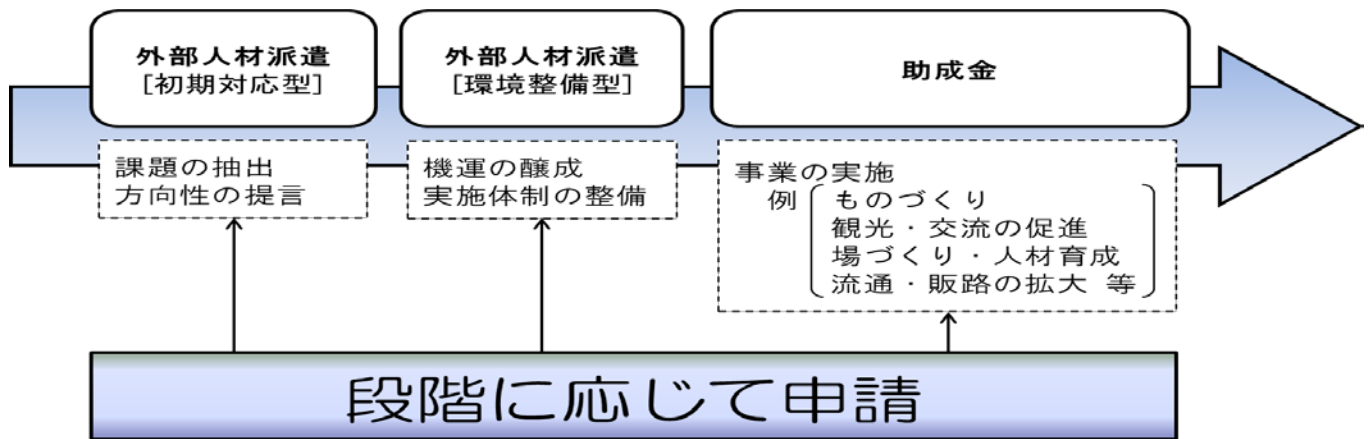 外部人材派遣
[初期対応型]
外部人材派遣
[環境整備型]
助成金
課題の抽出
方向性の提言
機運の醸成
実施体制の整備
事業の実施
例 ものづくり
観光・交流の促進
場づくり・人材育成
流通・販路の拡大 等
段階に応じて申請